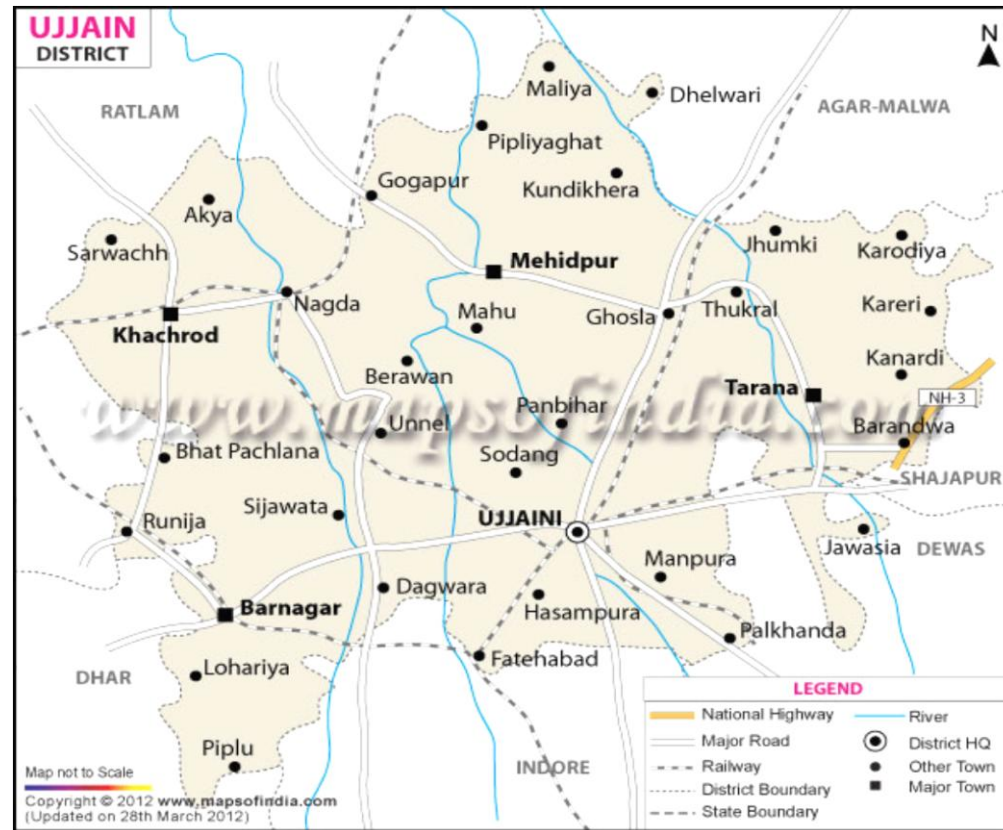 UJJAIN
DISTRICT
N
RATLAM
AGAR-MALWA
Maliya
Dhelwari
Pipliyaghat
Kundikhera
Gogapur
Akya
Sarwachh
Jhumki
Karodiya
Mehidpur
Nagda
Mahu
Ghosla
Thukral
Kareri
Khachrod
Berawan
Kanardi
Tarana
NH-3
www.mapsofindia.com
Panbihar
Unnel
Barandwa
Bhat Pachlana
Sodang
SHAJAPUR
Sijawata
Runija
UJJAINI
Jawasia
DEWAS
Manpura
Dagwara
Hasampura
Barnagar
Palkhanda
Fatehabad
Lohariya
DHAR
Piplu
INDORE
LEGEND
National Highway
River
Major Road
District HQ
Railway
Other Town
District Boundary
Major Town
State Boundary
Map not to Scale
Copyright © 2012 www.mapsofindia.com
(Updated on 28th March 2012)